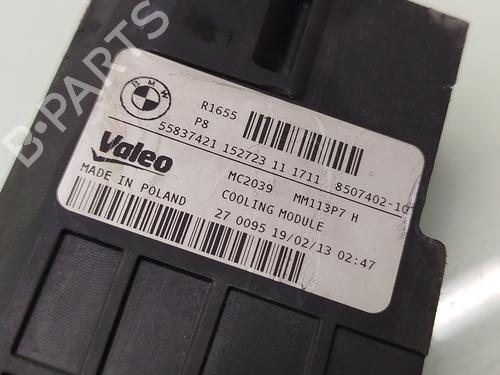 B-PARTS
BMW
R1655
P8
55837421 152723 11 1711 8507402-10
Valeo
MC2039 MM113P7 H
MADE IN POLAND
COOLING MODULE
27 0095 19/02/13 02:47